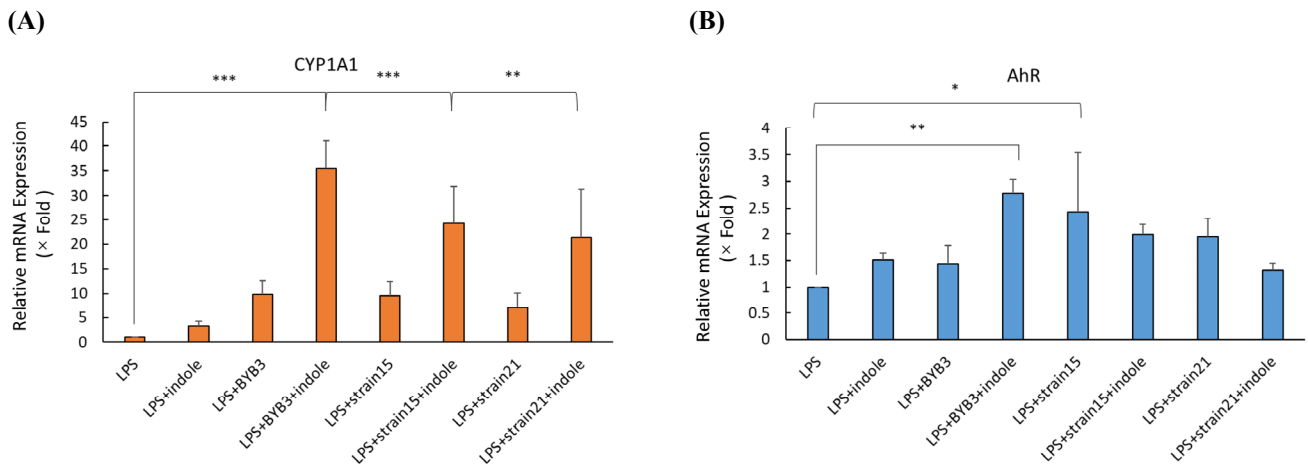 (A)
CYP1A1
***
***
**
Relative mRNA Expression
(× Fold )
45
40
35
30
25
20
15
10
5
0
LPS
LPS+indole
LPS+BYB3
LPS+BYB3+indole
LPS+strain15
LPS+strain15+indole
LPS+strain21
LPS+strain21+indole
(B)
AhR
*
**
Relative mRNA Expression
(× Fold )
4
3.5
3
2.5
2
1.5
1
0.5
0
LPS
LPS+indole
LPS+BYB3
LPS+BYB3+indole
LPS+strain15
LPS+strain15+indole
LPS+strain21
LPS+strain21+indole